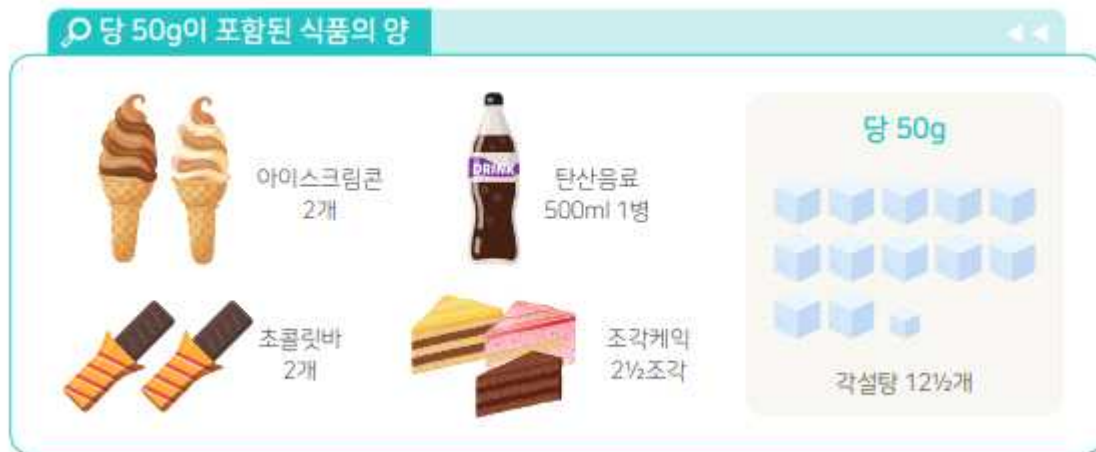 당 50g이 포함된 식품의 양
아이스크림콘
2개
DRINK
탄산음료
500ml 1병
초콜릿바
2개
조각케익
2½조각
당 50g
각설탕 12½개